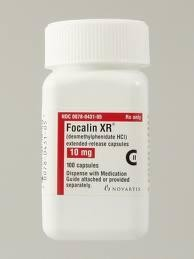 NDC 0078-0431-05
Rx only
Focalin XR®
(dexmethylphenidate HCl)
extended-release capsules
10 mg
CII
100 capsules
Dispense with Medication
Guide attached or provided
separately.
NOVARTIS